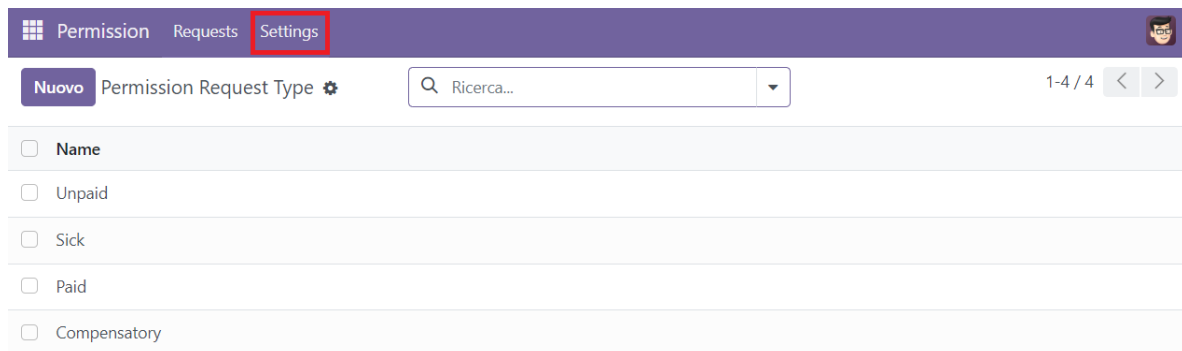 Permission Requests Settings
Nuovo Permission Request Type Ricerca... 1-4 / 4
Name
Unpaid
Sick
Paid
Compensatory